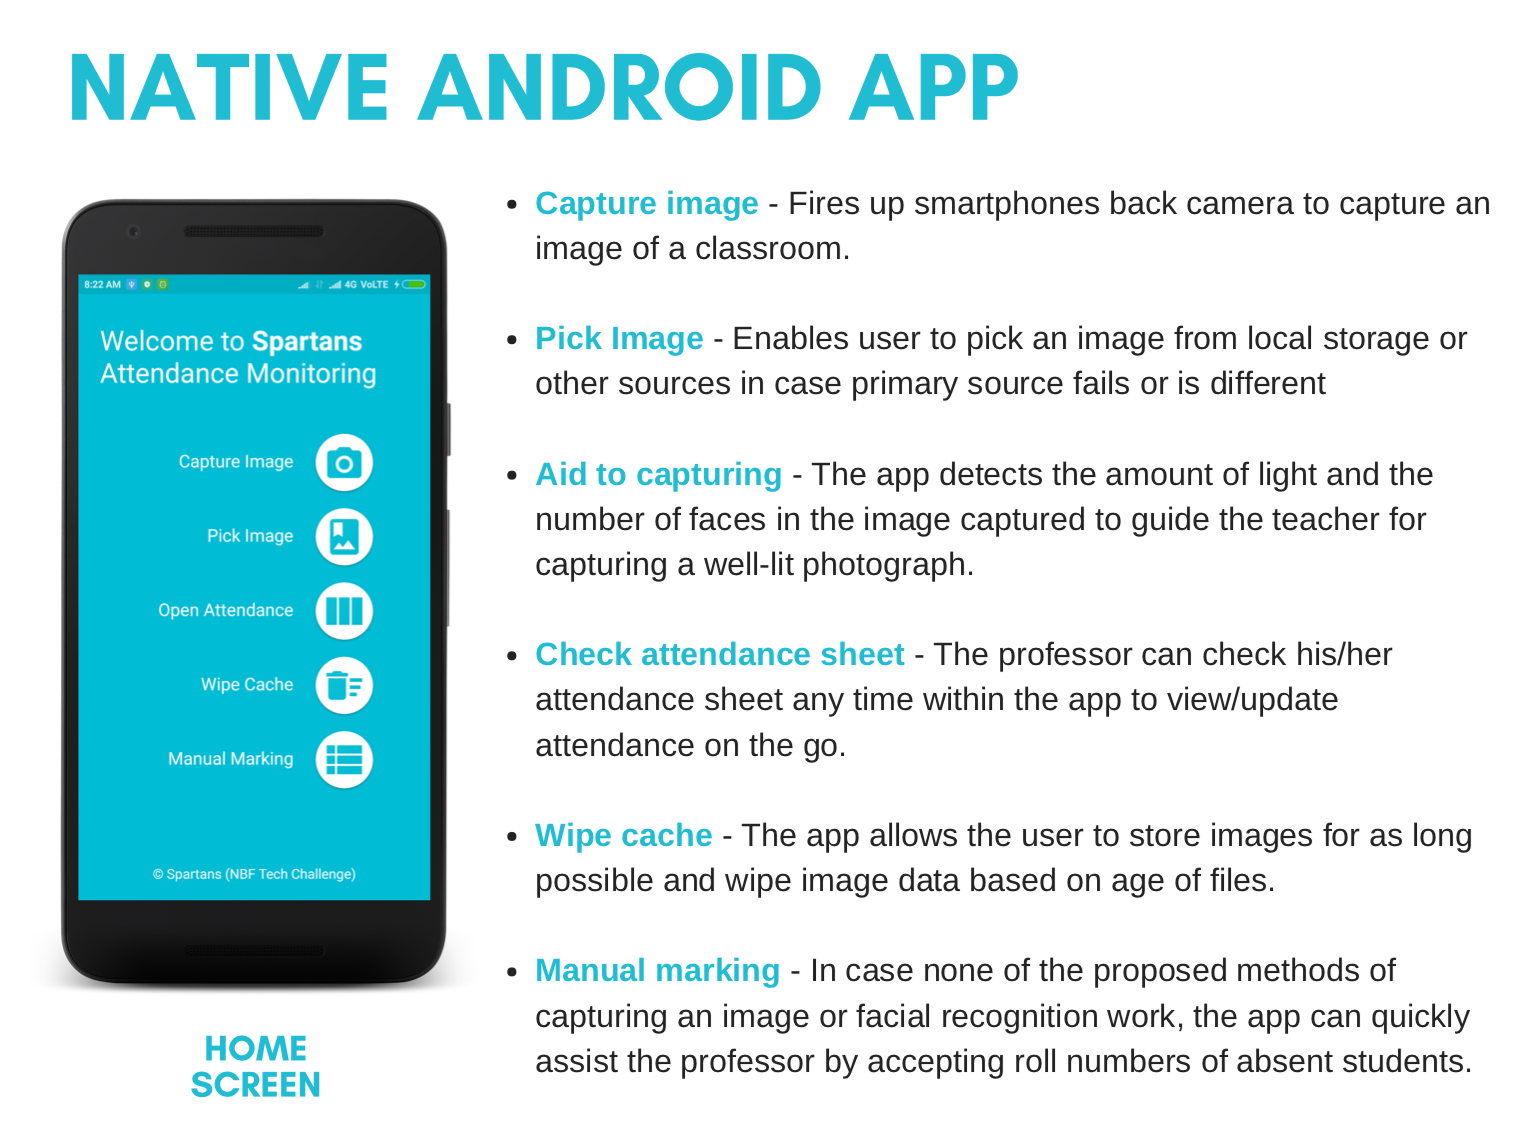 NATIVE ANDROID APP
8:22 AM
4G VoLTE
Welcome to Spartans
Attendance Monitoring
Capture Image
Pick Image
Open Attendance
Wipe Cache
Manual Marking
© Spartans (NBF Tech Challenge)
HOME
SCREEN
• Capture image - Fires up smartphones back camera to capture an
image of a classroom.
• Pick Image - Enables user to pick an image from local storage or
other sources in case primary source fails or is different
• Aid to capturing - The app detects the amount of light and the
number of faces in the image captured to guide the teacher for
capturing a well-lit photograph.
• Check attendance sheet - The professor can check his/her
attendance sheet any time within the app to view/update
attendance on the go.
• Wipe cache - The app allows the user to store images for as long
possible and wipe image data based on age of files.
• Manual marking - In case none of the proposed methods of
capturing an image or facial recognition work, the app can quickly
assist the professor by accepting roll numbers of absent students.